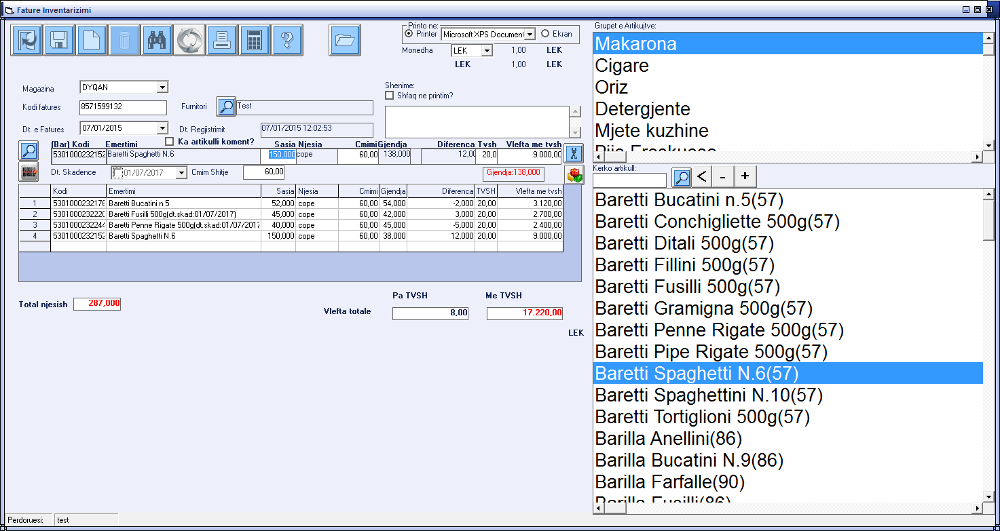 Fature Inventarizimi
Printo ne:
Printer Microsoft XPS Document Ekran
Monedha LEK 1,00 LEK
LEK 1,00 LEK
Magazina DYQAN
Kodi fatures 8571599132 Furnitori Test
Dt. e Fatures 07/01/2015 Dt. Regjistrimit 07/01/2015 12:02:53
Shenime:
Shfaq ne printim?
(Bar) Kodi Emertimi Ka artikulli koment? Sasia Njesia Cmimi Gjendja Diferenca Tvsh Vlefta me tvsh
5301000232152 Baretti Spaghetti N.6 150,000 cope 60,00 138,000 12,00 20,0 9.000,00
Dt. Skadence 01/07/2017 Cmim Shitje 60,00 Gjendja:138,000
Kodi Emertimi Sasia Njesia Cmimi Gjendja Diferenca TVSH Vlefta me tvsh
1 5301000232176 Baretti Bucatini n.5 52,000 cope 60,00 54,000 -2,000 20,00 3.120,00
2 5301000232220 Baretti Fusilli 500g(dt.skad:01/07/2017) 45,000 cope 60,00 42,000 3,000 20,00 2.700,00
3 5301000232244 Baretti Penne Rigate 500g(dt.skad:01/07/2017 40,000 cope 60,00 45,000 -5,000 20,00 2.400,00
4 5301000232152 Baretti Spaghetti N.6 150,000 cope 60,00 38,000 12,000 20,00 9.000,00
Total njesish 287,000
Pa TVSH Me TVSH
Vlefta totale 8,00 17.220,00
LEK
Grupet e Artikujtve:
Makarona
Cigare
Oriz
Detergjente
Mjete kuzhine
Pije Freskuese
Kerko artikull:
< - +
Baretti Bucatini n.5(57)
Baretti Conchigliette 500g(57)
Baretti Ditali 500g(57)
Baretti Fillini 500g(57)
Baretti Fusilli 500g(57)
Baretti Gramigna 500g(57)
Baretti Penne Rigate 500g(57)
Baretti Pipe Rigate 500g(57)
Baretti Spaghetti N.6(57)
Baretti Spaghettini N.10(57)
Baretti Tortiglioni 500g(57)
Barilla Anellini(86)
Barilla Bucatini N.9(86)
Barilla Farfalle(90)
Barilla Fusilli(86)
Perdoruesi: test